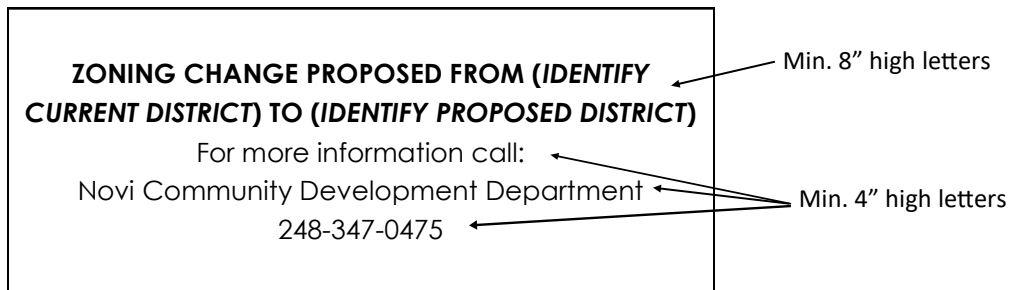 ZONING CHANGE PROPOSED FROM (IDENTIFY
CURRENT DISTRICT) TO (IDENTIFY PROPOSED DISTRICT)
For more information call:
Novi Community Development Department
248-347-0475
Min. 8” high letters
Min. 4” high letters